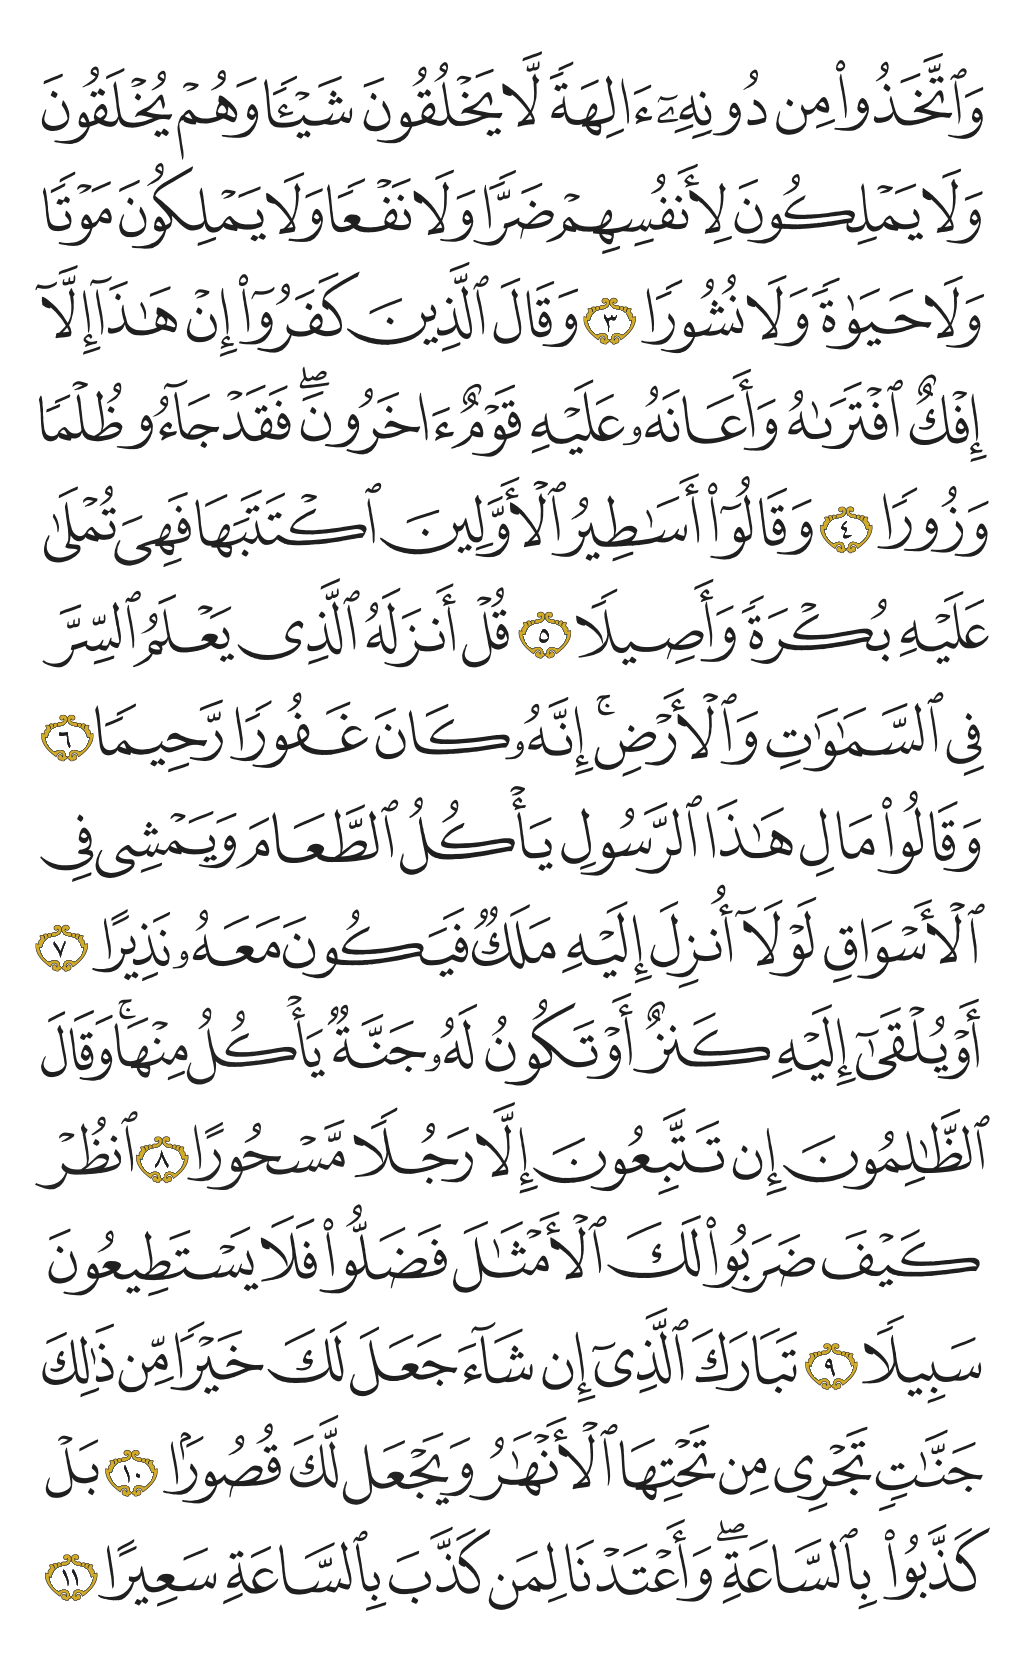 وَٱتَّخَذُوا۟ مِن دُونِهِۦٓ ءَالِهَةً لَّا يَخْلُقُونَ شَيْـًٔا وَهُمْ يُخْلَقُونَ
وَلَا يَمْلِكُونَ لِأَنفُسِهِمْ ضَرًّا وَلَا نَفْعًا وَلَا يَمْلِكُونَ مَوْتًا
وَلَا حَيَوٰةً وَلَا نُشُورًا ٣ وَقَالَ ٱلَّذِينَ كَفَرُوٓا۟ إِنْ هَـٰذَآ إِلَّآ
إِفْكٌ ٱفْتَرَىٰهُ وَأَعَانَهُۥ عَلَيْهِ قَوْمٌ ءَاخَرُونَ ۖ فَقَدْ جَآءُو ظُلْمًا
وَزُورًا ٤ وَقَالُوٓا۟ أَسَـٰطِيرُ ٱلْأَوَّلِينَ ٱكْتَتَبَهَا فَهِىَ تُمْلَىٰ
عَلَيْهِ بُكْرَةً وَأَصِيلًا ٥ قُلْ أَنزَلَهُ ٱلَّذِى يَعْلَمُ ٱلسِّرَّ
فِى ٱلسَّمَـٰوَٰتِ وَٱلْأَرْضِ ۚ إِنَّهُۥ كَانَ غَفُورًا رَّحِيمًا ٦
وَقَالُوا۟ مَالِ هَـٰذَا ٱلرَّسُولِ يَأْكُلُ ٱلطَّعَامَ وَيَمْشِى فِى
ٱلْأَسْوَاقِ لَوْلَآ أُنزِلَ إِلَيْهِ مَلَكٌ فَيَكُونَ مَعَهُۥ نَذِيرًا ٧
أَوْ يُلْقَىٰٓ إِلَيْهِ كَنزٌ أَوْ تَكُونُ لَهُۥ جَنَّةٌ يَأْكُلُ مِنْهَا ۚ وَقَالَ
ٱلظَّـٰلِمُونَ إِن تَتَّبِعُونَ إِلَّا رَجُلًا مَّسْحُورًا ٨ ٱنظُرْ
كَيْفَ ضَرَبُوا۟ لَكَ ٱلْأَمْثَـٰلَ فَضَلُّوا۟ فَلَا يَسْتَطِيعُونَ
سَبِيلًا ٩ تَبَارَكَ ٱلَّذِىٓ إِن شَآءَ جَعَلَ لَكَ خَيْرًا مِّن ذَٰلِكَ
جَنَّـٰتٍ تَجْرِى مِن تَحْتِهَا ٱلْأَنْهَـٰرُ وَيَجْعَل لَّكَ قُصُورًۢا ١٠ بَلْ
كَذَّبُوا۟ بِٱلسَّاعَةِ ۖ وَأَعْتَدْنَا لِمَن كَذَّبَ بِٱلسَّاعَةِ سَعِيرًا ١١